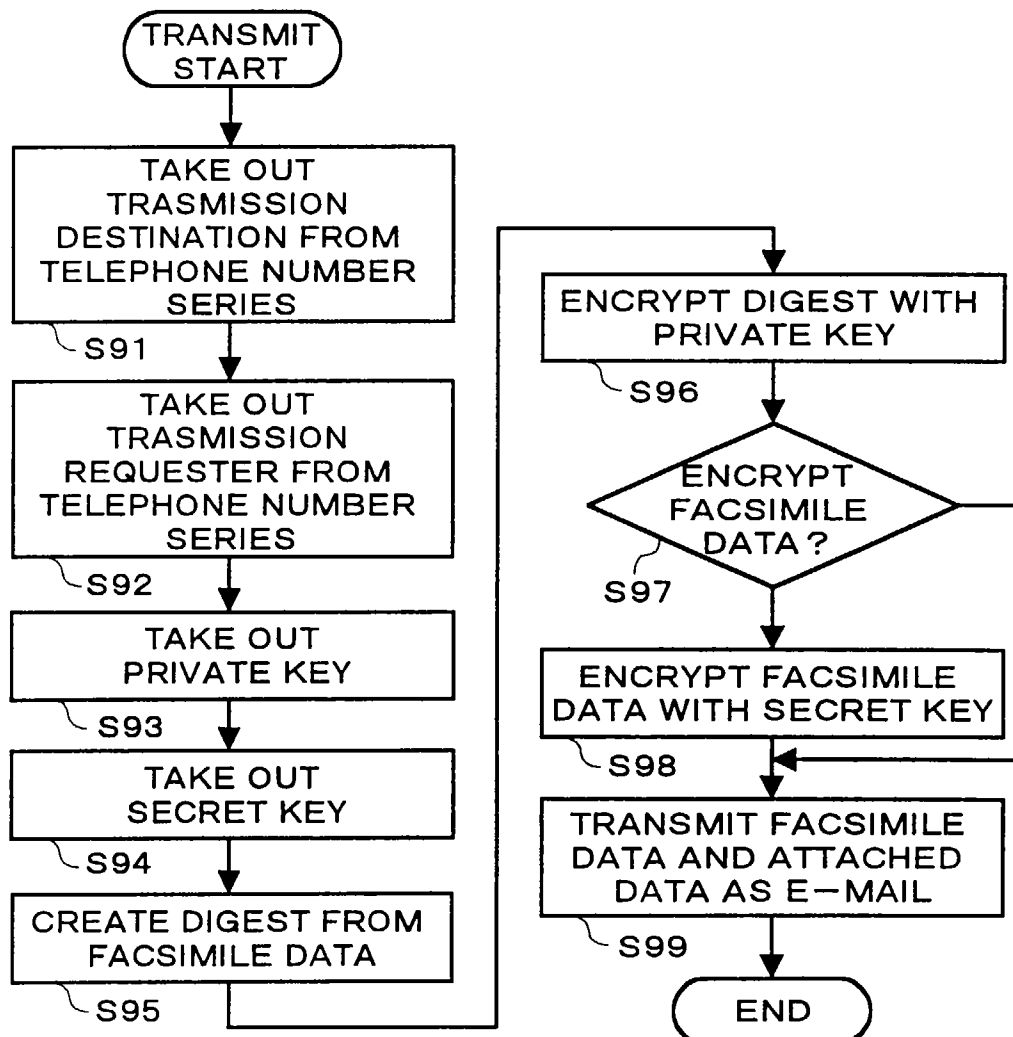 TRANSMIT
START
TAKE OUT
TRASMISSION
DESTINATION FROM
TELEPHONE NUMBER
SERIES
S91
TAKE OUT
TRASMISSION
REQUESTER FROM
TELEPHONE NUMBER
SERIES
S92
TAKE OUT
PRIVATE KEY
S93
TAKE OUT
SECRET KEY
S94
CREATE DIGEST FROM
FACSIMILE DATA
S95
ENCRYPT DIGEST WITH
PRIVATE KEY
S96
ENCRYPT
FACSIMILE
DATA?
S97
ENCRYPT FACSIMILE
DATA WITH SECRET KEY
S98
TRANSMIT FACSIMILE
DATA AND ATTACHED
DATA AS E-MAIL
S99
END